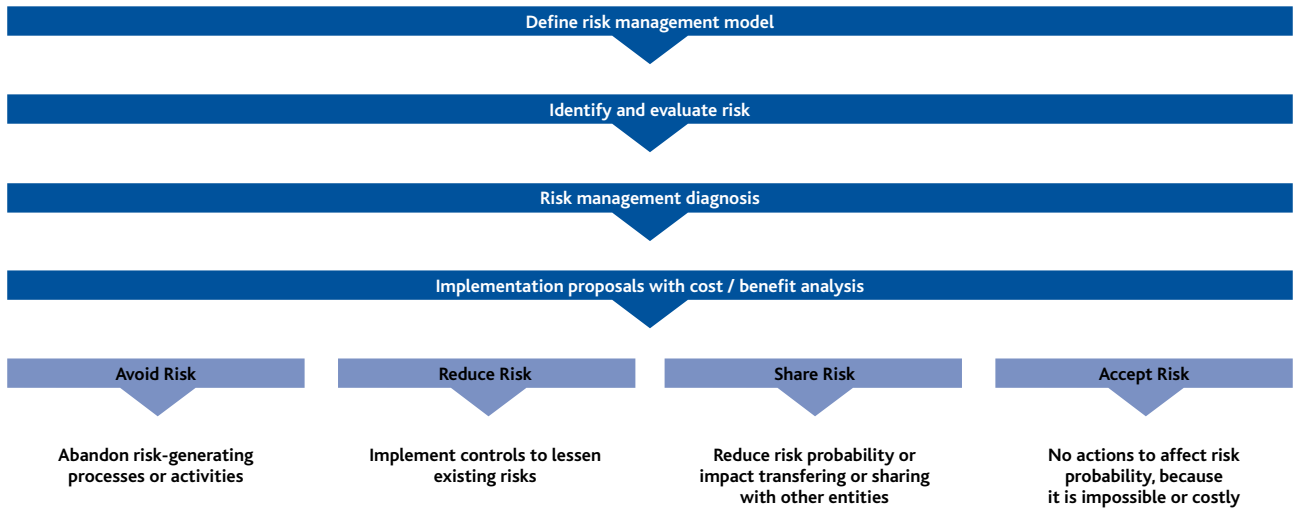 Define risk management model
Identify and evaluate risk
Risk management diagnosis
Implementation proposals with cost / benefit analysis
Avoid Risk
Reduce Risk
Share Risk
Accept Risk
Abandon risk-generating
processes or activities
Implement controls to lessen
existing risks
Reduce risk probability or
impact transfering or sharing
with other entities
No actions to affect risk
probability, because
it is impossible or costly